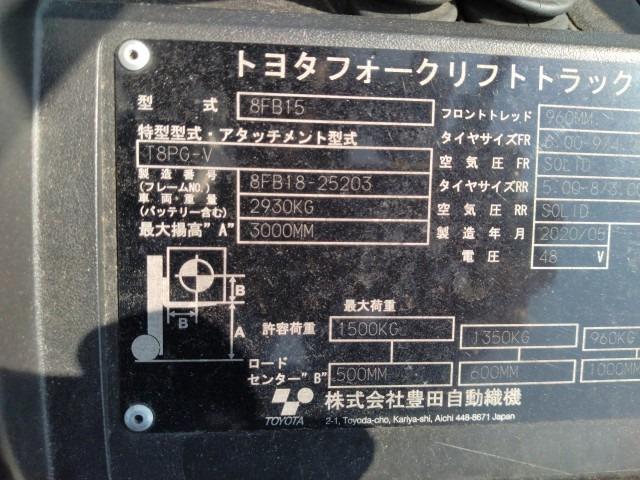 トヨタフォークリフトトラック
型 式 8FB15
フロントトレッド 960MM.
特型型式・アタッチメント型式
タイヤサイズFR
T8PG-V
空気圧FR SOLID
製造番号
(フレームNO.) 8FB18-25203
タイヤサイズRR
車両・重量
(バッテリー含む) 2930KG
空気圧RR SOLID
最大揚高"A" 3000MM
製造年月 2020/05
電圧 48 V
B
B
A
最大荷重
許容荷重 1500KG 1350KG 960KG
ロード
センター"B" 500MM 600MM 1000MM
TOYOTA
株式会社豊田自動織機
2-1, Toyoda-cho, Kariya-shi, Aichi 448-8671 Japan